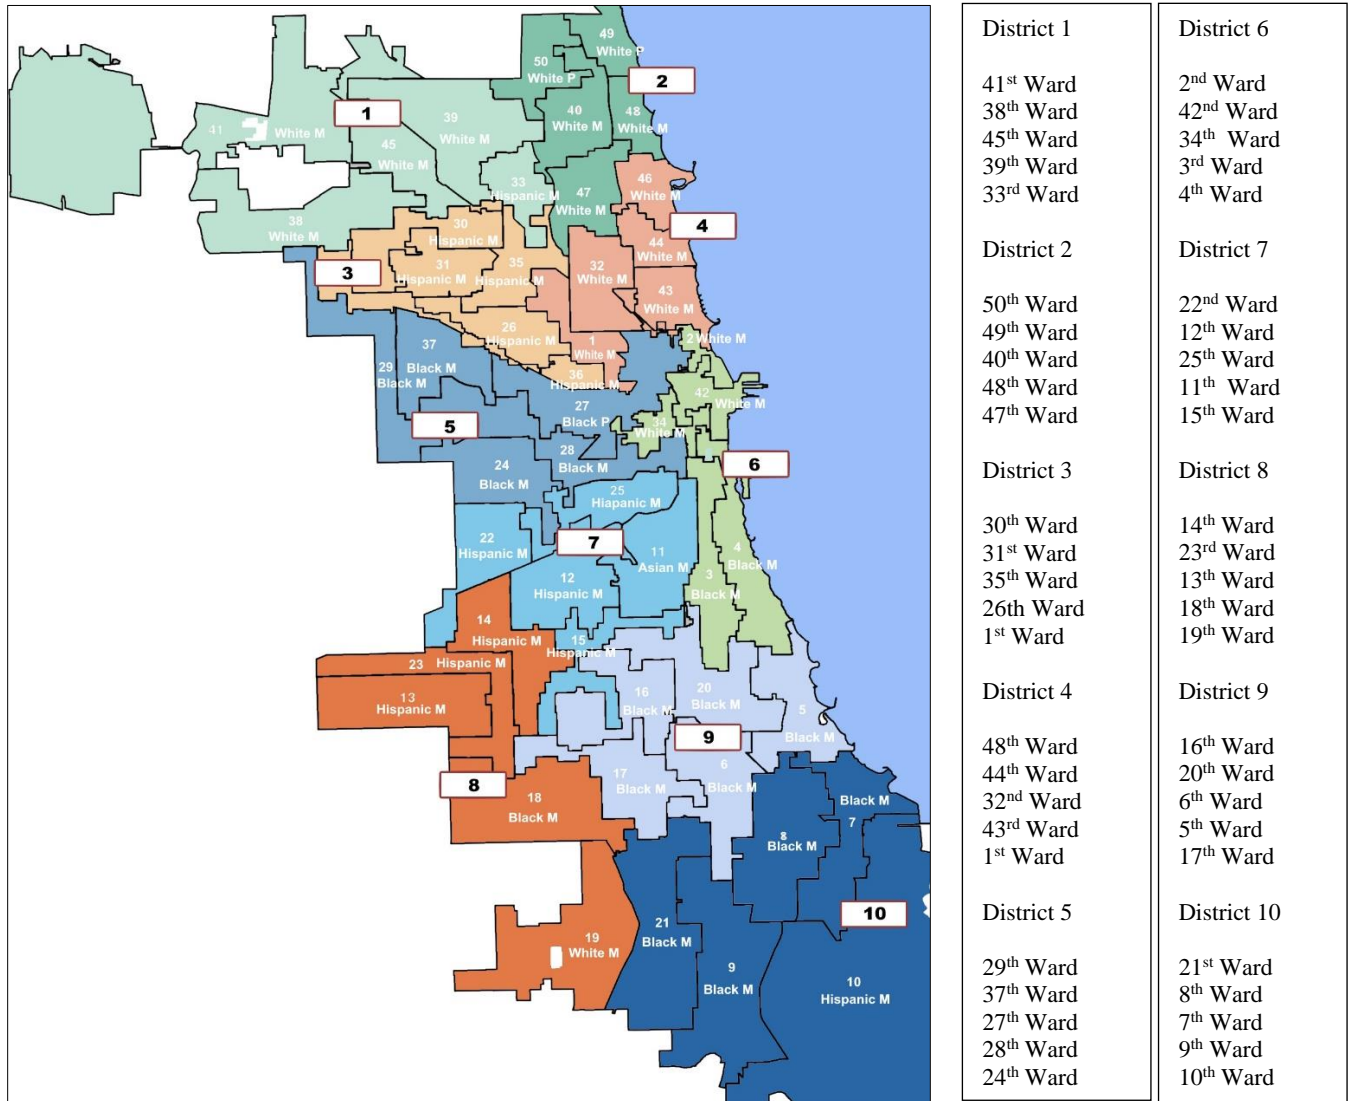 49
White P
50
White P
2
1
41
White M
39
White M
40
White M
48
White M
45
White M
33
Hispanic M
47
White M
46
White M
38
White M
4
30
Hispanic M
44
White M
3
31
Hispanic M
35
Hispanic M
32
White M
43
White M
26
Hispanic M
1
White M
2 White M
37
Black M
29
Black M
36
Hispanic M
42
White M
27
Black P
34
White M
5
28
Black M
6
24
Black M
25
Hiapanic M
22
Hispanic M
7
11
Asian M
4
Black M
3
Black M
12
Hispanic M
14
Hispanic M
15
Hispanic M
23 Hispanic M
13
Hispanic M
16
Black M
20
Black M
5
Black M
9
8
17
Black M
6
Black M
18
Black M
Black M
7
8
Black M
10
19
White M
21
Black M
9
Black M
10
Hispanic M
District 1
41st Ward
38th Ward
45th Ward
39th Ward
33rd Ward
District 2
50th Ward
49th Ward
40th Ward
48th Ward
47th Ward
District 3
30th Ward
31st Ward
35th Ward
26th Ward
1st Ward
District 4
48th Ward
44th Ward
32nd Ward
43rd Ward
1st Ward
District 5
29th Ward
37th Ward
27th Ward
28th Ward
24th Ward
District 6
2nd Ward
42nd Ward
34th Ward
3rd Ward
4th Ward
District 7
22nd Ward
12th Ward
25th Ward
11th Ward
15th Ward
District 8
14th Ward
23rd Ward
13th Ward
18th Ward
19th Ward
District 9
16th Ward
20th Ward
6th Ward
5th Ward
17th Ward
District 10
21st Ward
8th Ward
7th Ward
9th Ward
10th Ward